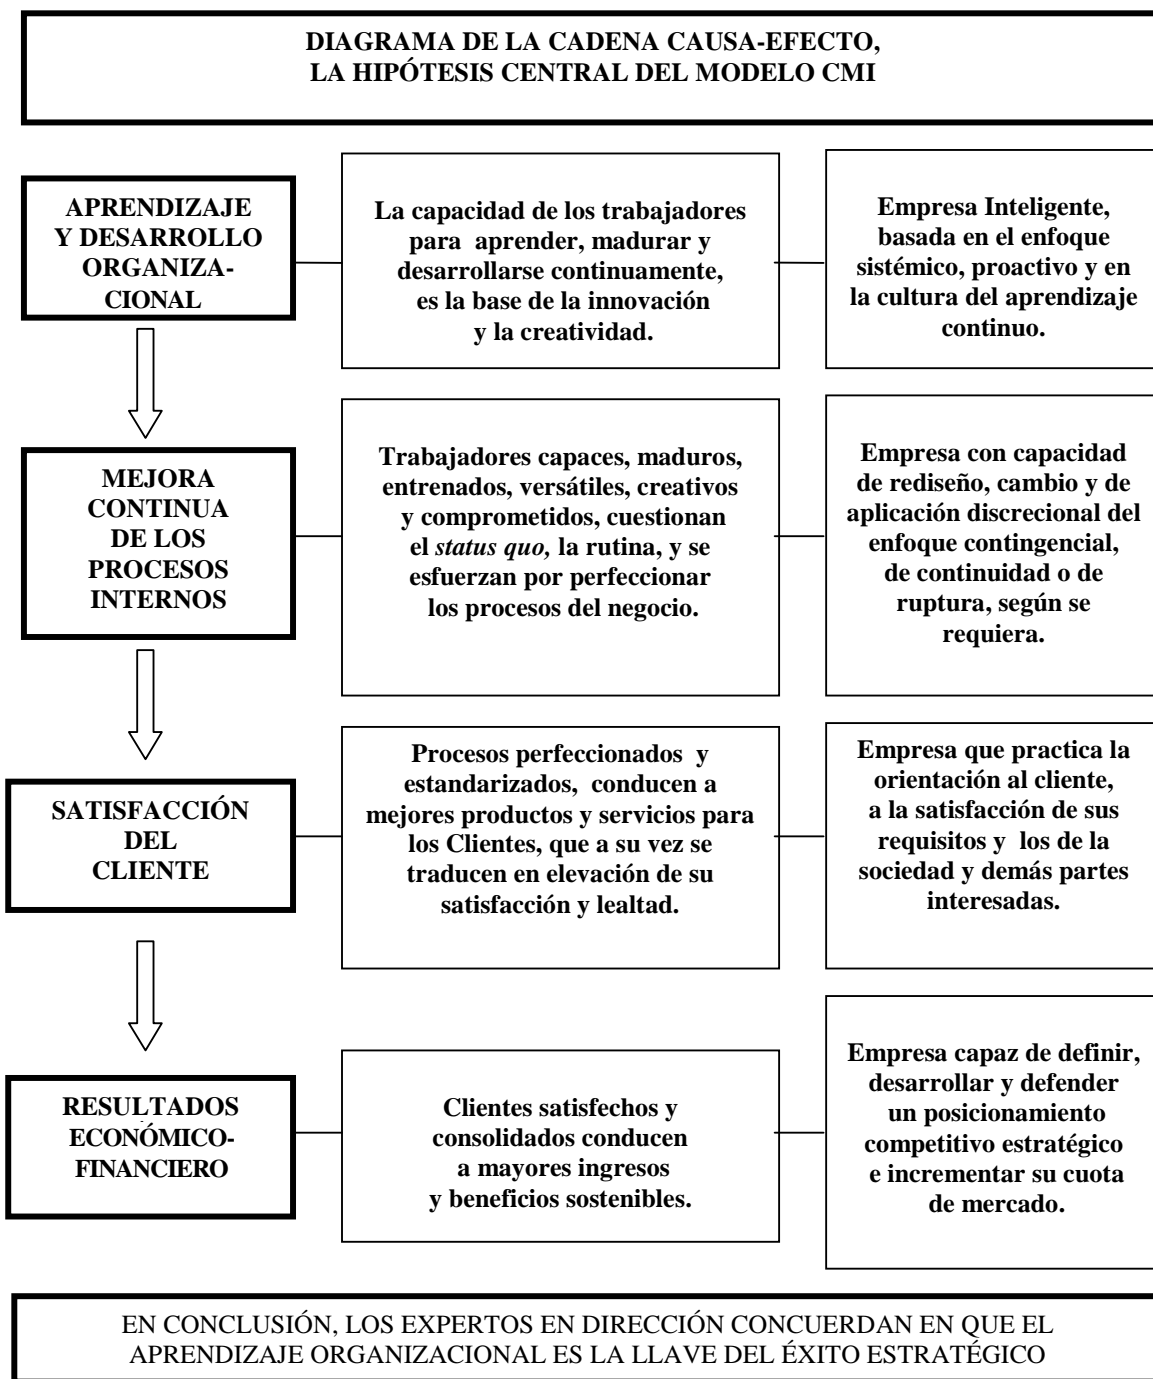 DIAGRAMA DE LA CADENA CAUSA-EFECTO,
LA HIPÓTESIS CENTRAL DEL MODELO CMI
APRENDIZAJE
Y DESARROLLO
ORGANIZA-
CIONAL
La capacidad de los trabajadores
para aprender, madurar y
desarrollarse continuamente,
es la base de la innovación
y la creatividad.
Empresa Inteligente,
basada en el enfoque
sistémico, proactivo y en
la cultura del aprendizaje
continuo.
MEJORA
CONTINUA
DE LOS
PROCESOS
INTERNOS
Trabajadores capaces, maduros,
entrenados, versátiles, creativos
y comprometidos, cuestionan
el status quo, la rutina, y se
esfuerzan por perfeccionar
los procesos del negocio.
Empresa con capacidad
de rediseño, cambio y de
aplicación discrecional del
enfoque contingencial,
de continuidad o de
ruptura, según se
requiera.
SATISFACCIÓN
DEL
CLIENTE
Procesos perfeccionados y
estandarizados, conducen a
mejores productos y servicios para
los Clientes, que a su vez se
traducen en elevación de su
satisfacción y lealtad.
Empresa que practica la
orientación al cliente,
a la satisfacción de sus
requisitos y los de la
sociedad y demás partes
interesadas.
RESULTADOS
ECONÓMICO-
FINANCIERO
Clientes satisfechos y
consolidados conducen
a mayores ingresos
y beneficios sostenibles.
Empresa capaz de definir,
desarrollar y defender
un posicionamiento
competitivo estratégico
e incrementar su cuota
de mercado.
EN CONCLUSIÓN, LOS EXPERTOS EN DIRECCIÓN CONCUERDAN EN QUE EL
APRENDIZAJE ORGANIZACIONAL ES LA LLAVE DEL ÉXITO ESTRATÉGICO